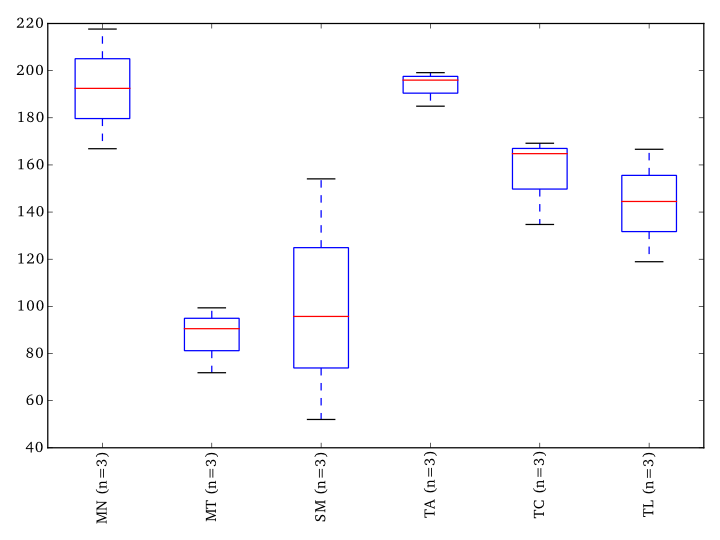 220
200
180
160
140
120
100
80
60
40
MN (n=3)
MT (n=3)
SM (n=3)
TA (n=3)
TC (n=3)
TL (n=3)